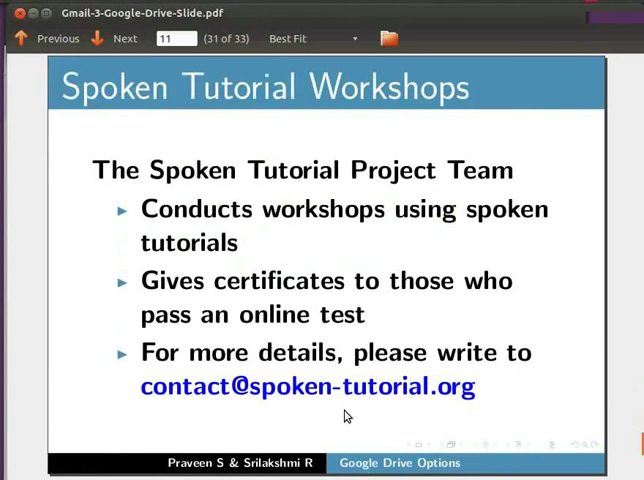 Gmail-3-Google-Drive-Slide.pdf
Previous Next 11 (31 of 33) Best Fit
Spoken Tutorial Workshops
The Spoken Tutorial Project Team
Conducts workshops using spoken
tutorials
Gives certificates to those who
pass an online test
For more details, please write to
contact@spoken-tutorial.org
Praveen S & Srilakshmi R Google Drive Options